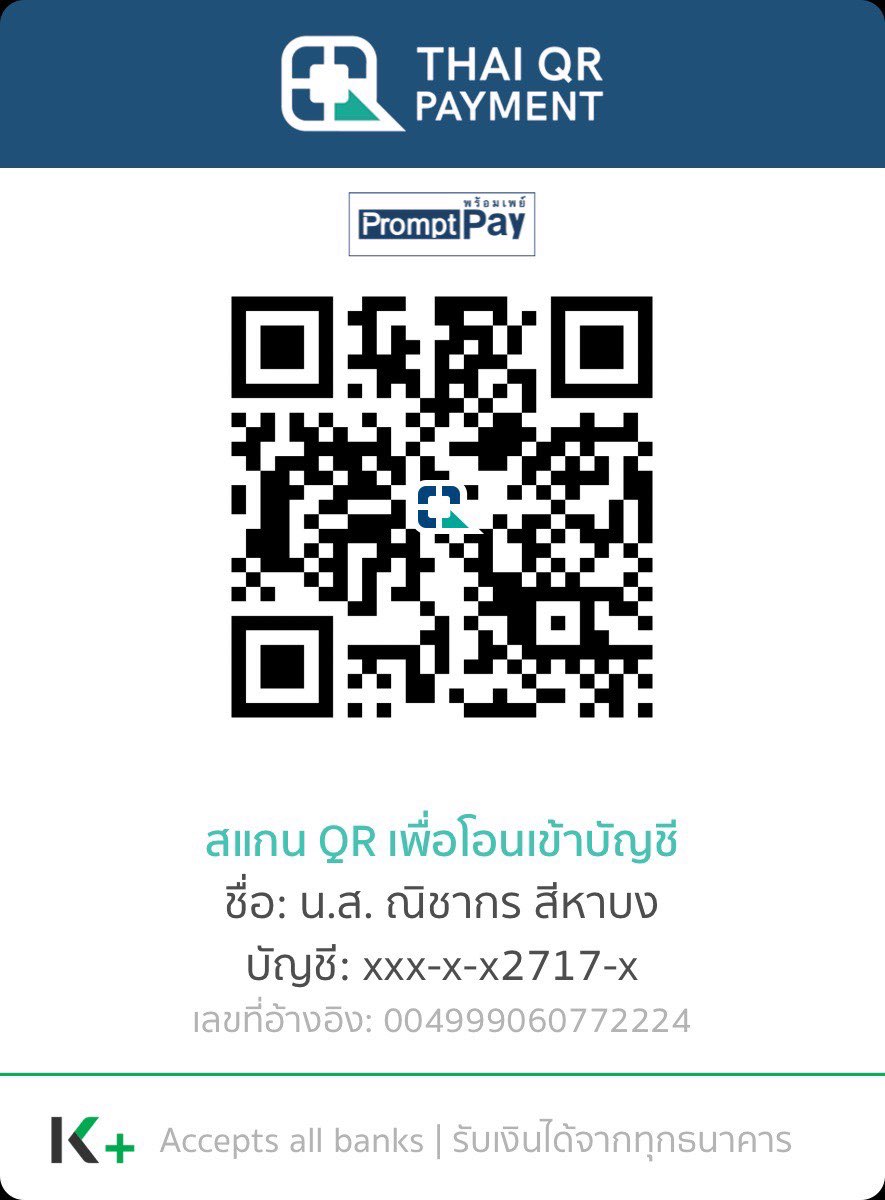 THAI QR
PAYMENT
พร้อมเพย์
PromptPay
สแกน QR เพื่อโอนเข้าบัญชี
ชื่อ: น.ส. ณิชากร สีหาบง
บัญชี: xxx-x-x2717-x
เลขที่อ้างอิง: 004999060772224
K+ Accepts all banks | รับเงินได้จากทุกธนาคาร